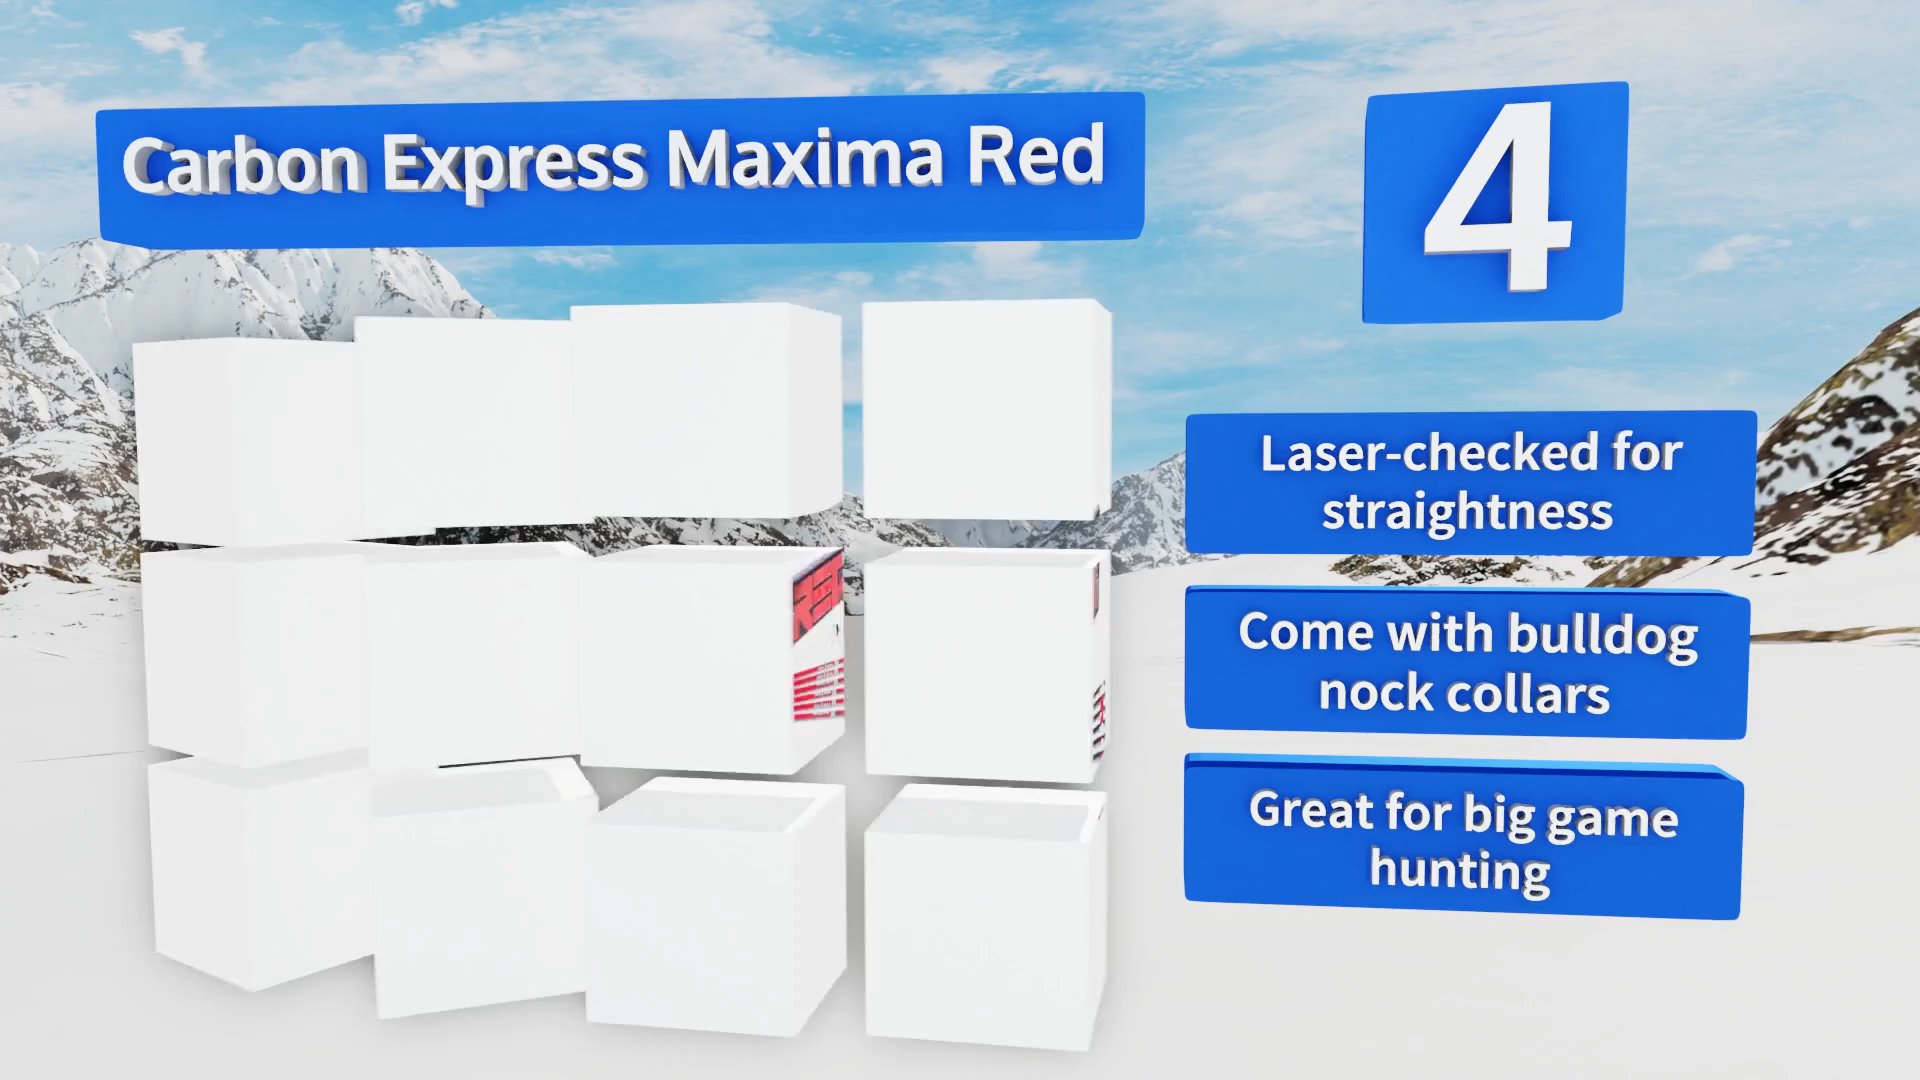 Carbon Express Maxima Red
4
Laser-checked for
straightness
Come with bulldog
nock collars
Great for big game
hunting